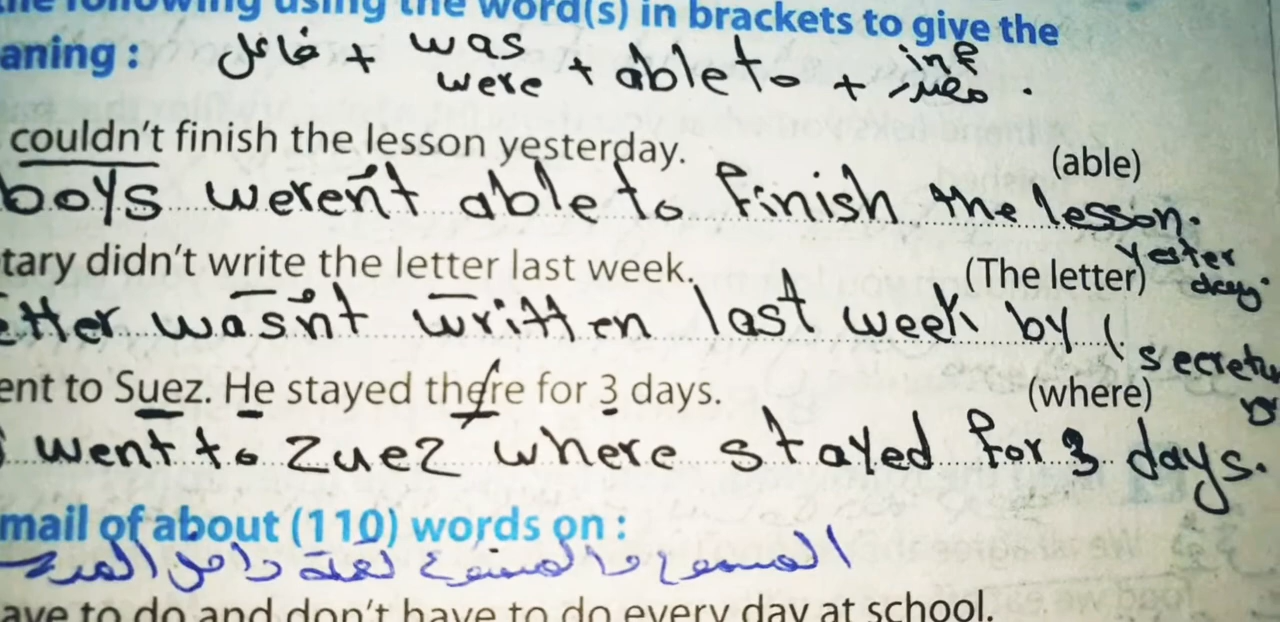 the following using the word(s) in brackets to give the
aning :
فاعل + was were + able to + inf مصدر .
couldn't finish the lesson yesterday. (able)
boys weren't able to finish the lesson. yester day.
tary didn't write the letter last week. (The letter)
etter wasn't written last week by ( secretary
ent to Suez. He stayed there for 3 days. (where)
went to Zuez where stayed for 3 days.
mail of about (110) words on :
المسموح والممنوع لعملة داخل المدرسة
ave to do and don't have to do every day at school.